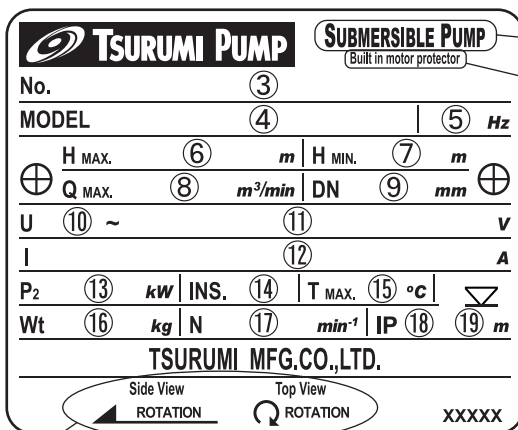 TSURUMI PUMP
SUBMERSIBLE PUMP
Built in motor protector
No. ③
MODEL ④ ⑤ Hz
H MAX. ⑥ m H MIN. ⑦ m
Q MAX. ⑧ m³/min DN ⑨ mm
U ⑩ ~ ⑪ V
I ⑫ A
P₂ ⑬ kW INS. ⑭ T MAX. ⑮ °C
Wt ⑯ kg N ⑰ min⁻¹ IP ⑱ ⑲ m
TSURUMI MFG.CO.,LTD.
Side View Top View
ROTATION ROTATION
XXXXX